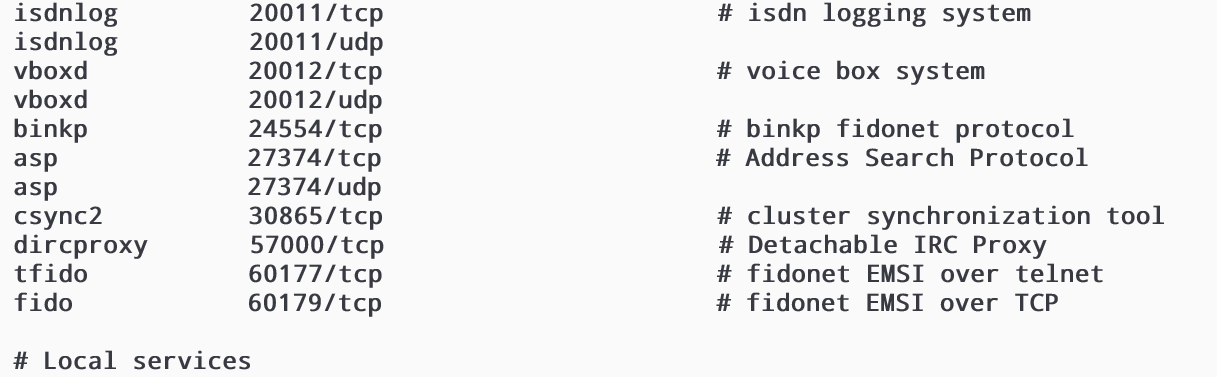 isdnlog 20011/tcp # isdn logging system
isdnlog 20011/udp
vboxd 20012/tcp # voice box system
vboxd 20012/udp
binkp 24554/tcp # binkp fidonet protocol
asp 27374/tcp # Address Search Protocol
asp 27374/udp
csync2 30865/tcp # cluster synchronization tool
dircproxy 57000/tcp # Detachable IRC Proxy
tfido 60177/tcp # fidonet EMSI over telnet
fido 60179/tcp # fidonet EMSI over TCP

# Local services